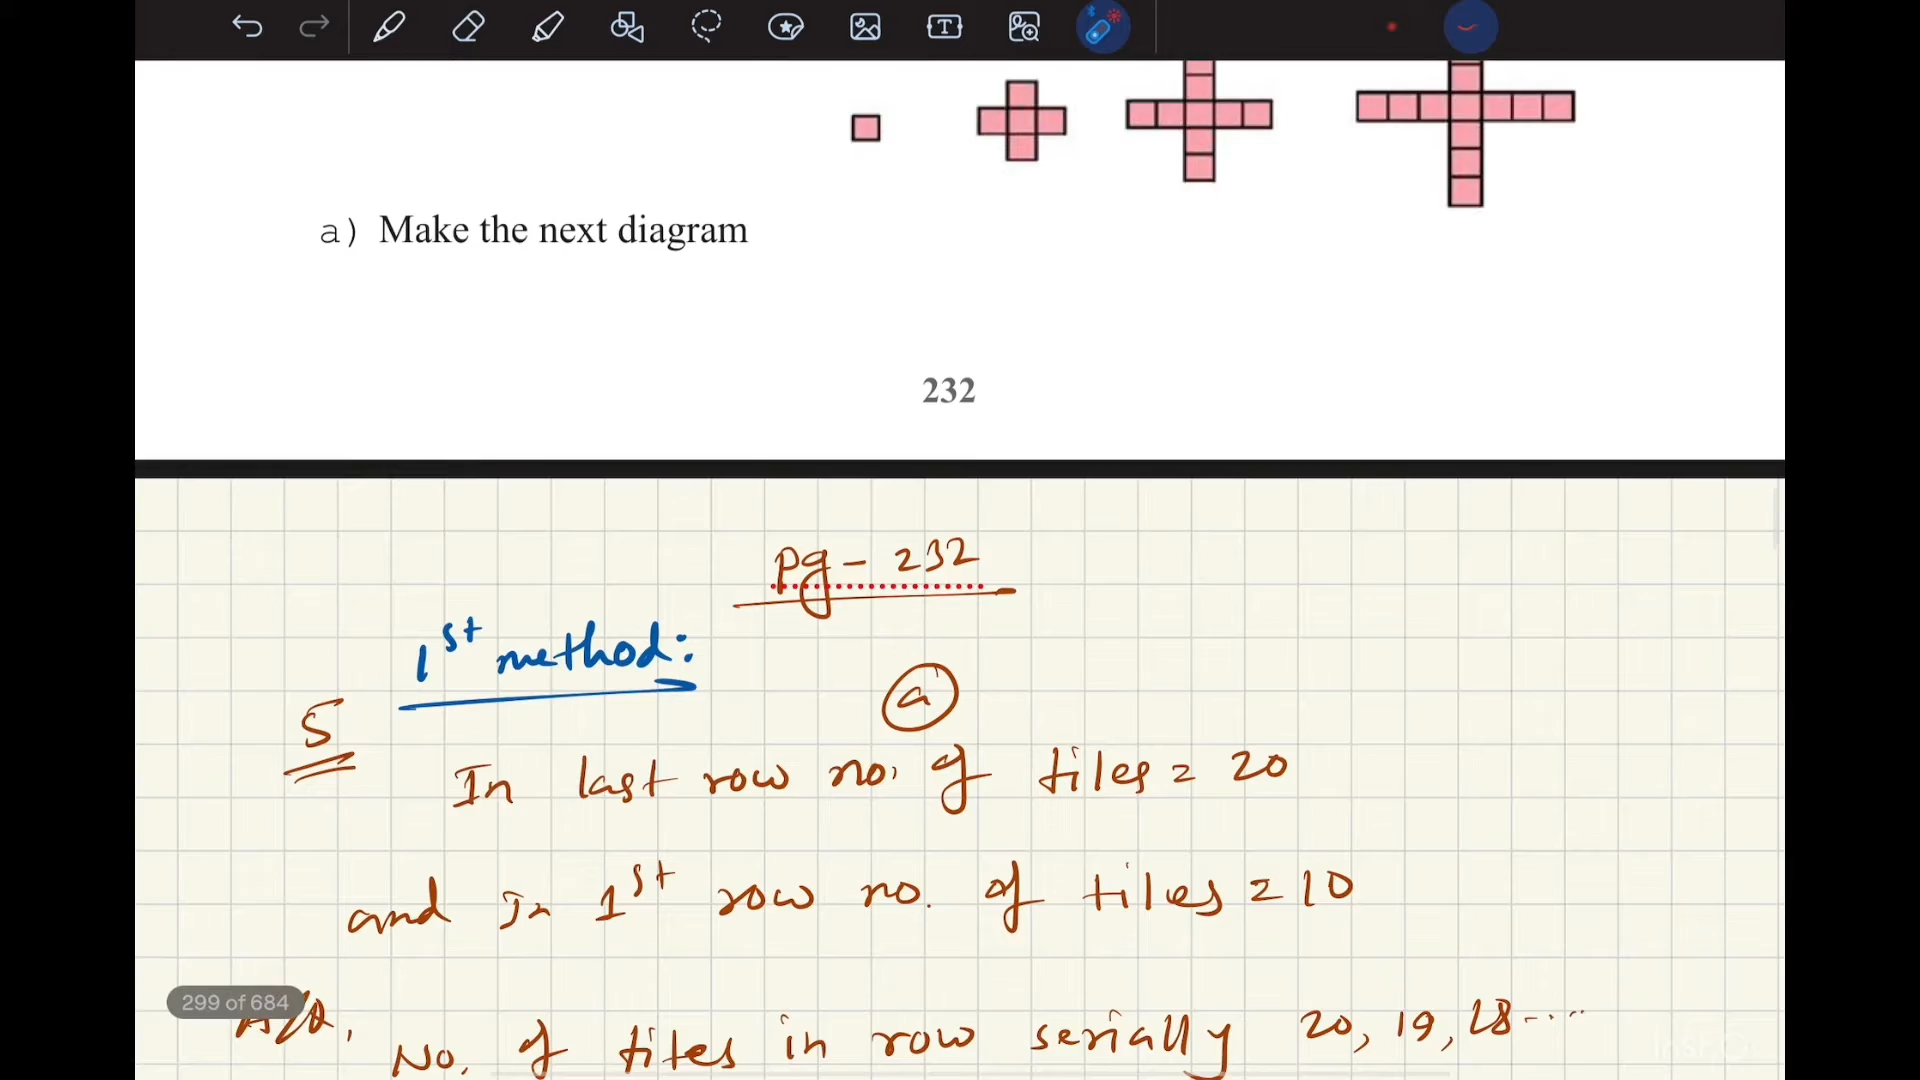 a) Make the next diagram
232
pg - 232
1st method:
a
5
In last row no. of tiles = 20
and in 1st row no. of tiles = 10
299 of 684
No. of tiles in row serially 20, 19, 18....